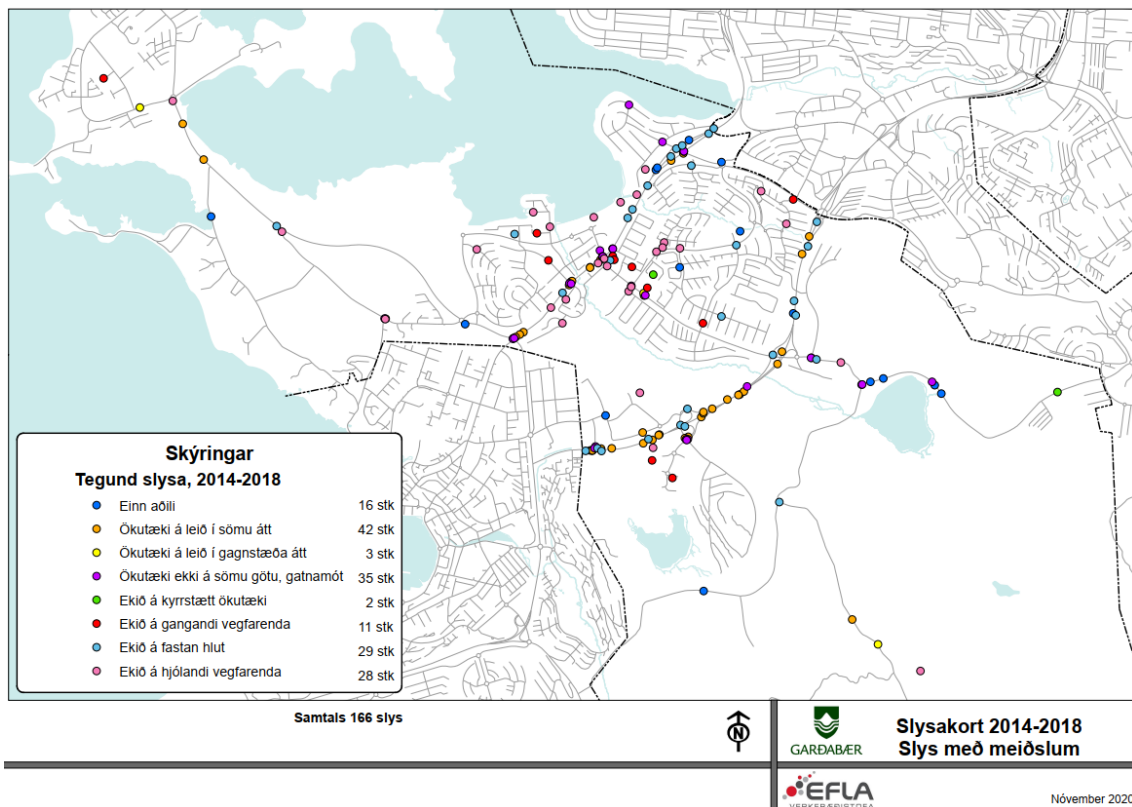 Skýringar
Tegund slysa, 2014-2018
Einn aðili 16 stk
Ökutæki á leið í sömu átt 42 stk
Ökutæki á leið í gagnstæða átt 3 stk
Ökutæki ekki á sömu götu, gatnamót 35 stk
Ekið á kyrrstætt ökutæki 2 stk
Ekið á gangandi vegfarenda 11 stk
Ekið á fastan hlut 29 stk
Ekið á hjólandi vegfarenda 28 stk
Samtals 166 slys
N
GARÐABÆR
Slysakort 2014-2018
Slys með meiðslum
EFLA
VERKFRÆÐISTOFA
Nóvember 2020